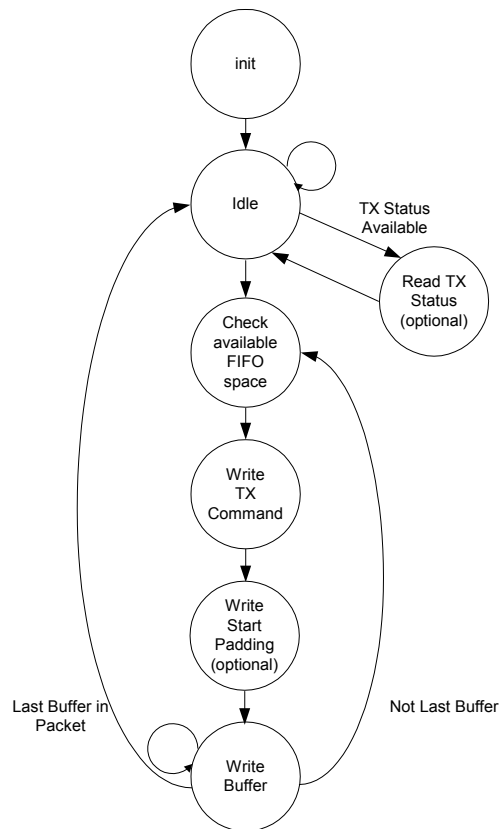 init
Idle
TX Status
Available
Read TX
Status
(optional)
Check
available
FIFO
space
Write
TX
Command
Write
Start
Padding
(optional)
Last Buffer in
Packet
Not Last Buffer
Write
Buffer